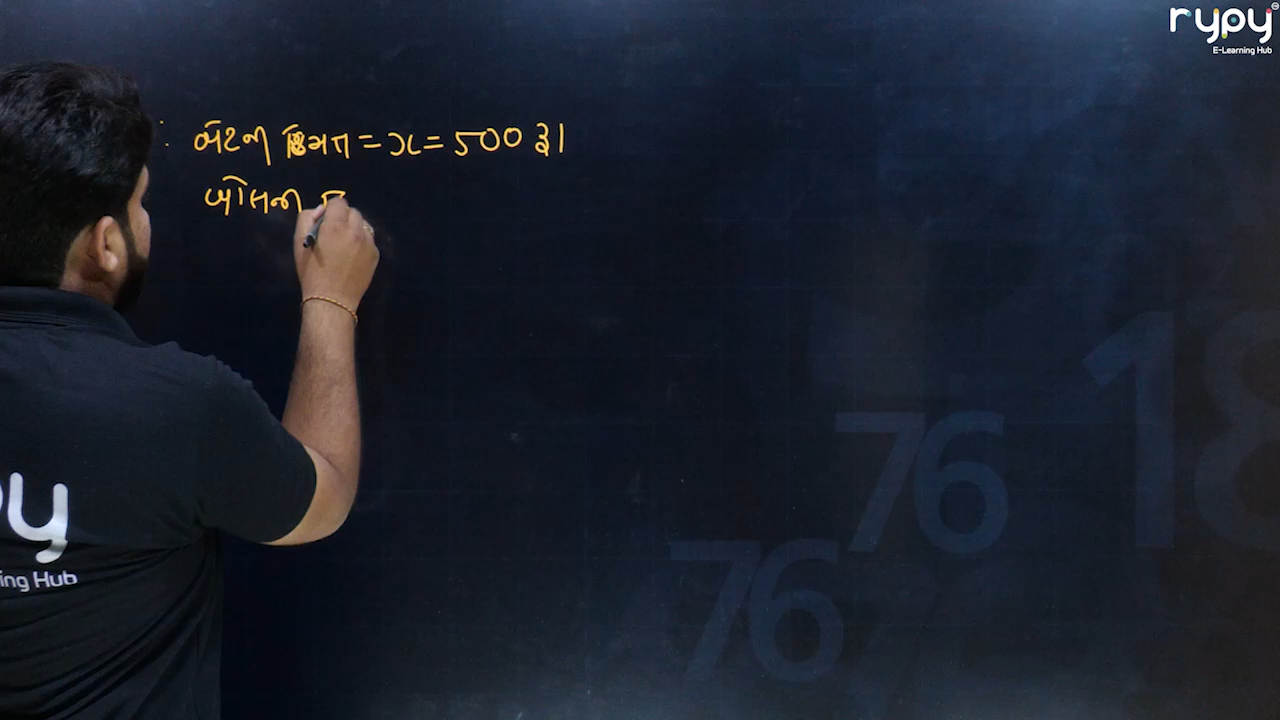 rypy
E-Learning Hub
: બેટની કિંમત = x = 500 રૂા
બોલની
py
ing Hub
76
18
76